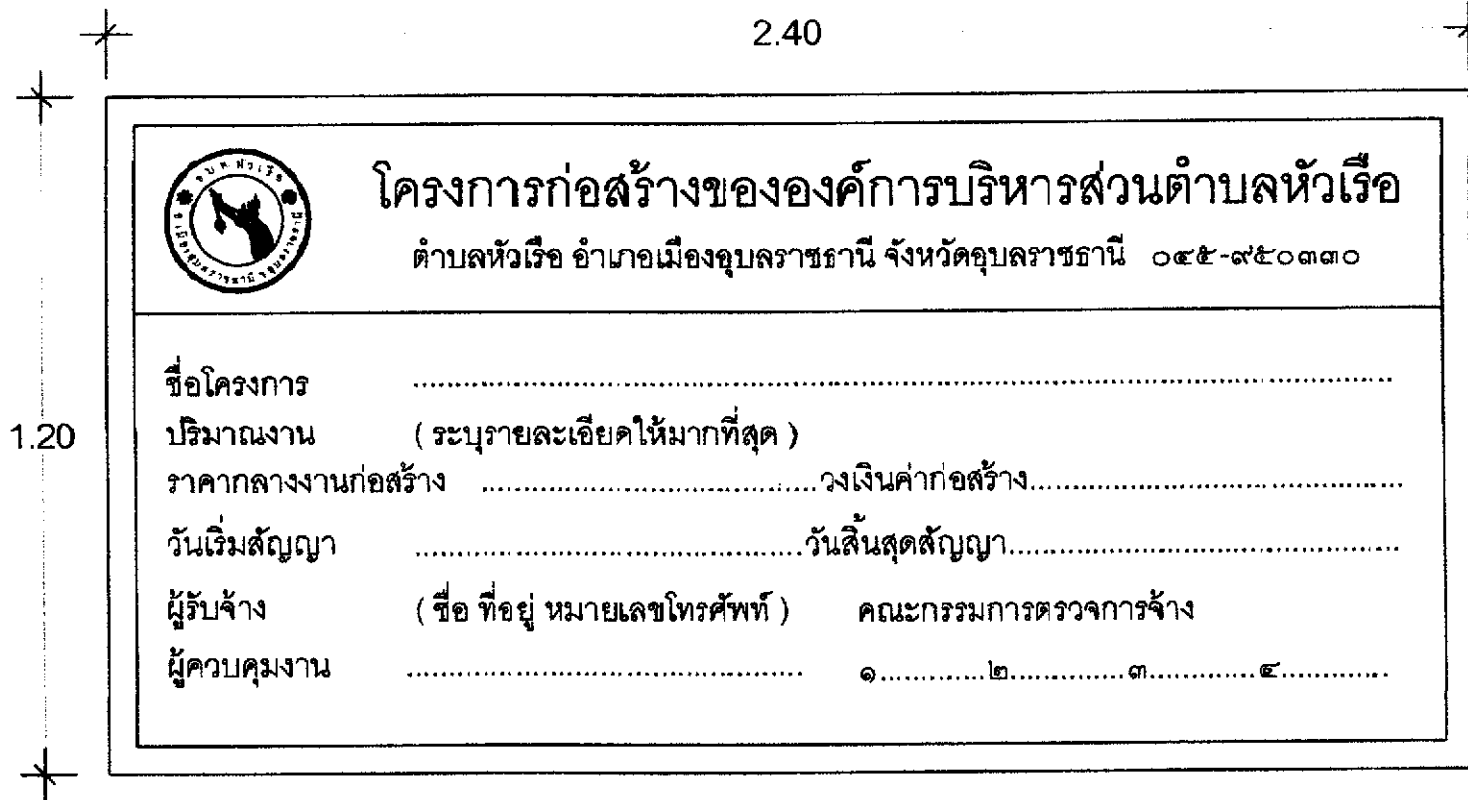 2.40
อ.บ.ต.หัวเรือ
โครงการก่อสร้างขององค์การบริหารส่วนตำบลหัวเรือ
ตำบลหัวเรือ อำเภอเมืองอุบลราชธานี จังหวัดอุบลราชธานี ๐๔๕-๙๕๐๓๓๐
ชื่อโครงการ ................................................................
1.20
ปริมาณงาน ( ระบุรายละเอียดให้มากที่สุด )
ราคากลางงานก่อสร้าง ................................วงเงินค่าก่อสร้าง................................
วันเริ่มสัญญา ................................วันสิ้นสุดสัญญา................................
ผู้รับจ้าง ( ชื่อ ที่อยู่ หมายเลขโทรศัพท์ ) คณะกรรมการตรวจการจ้าง
ผู้ควบคุมงาน ................................ ๑............๒............๓............๔............